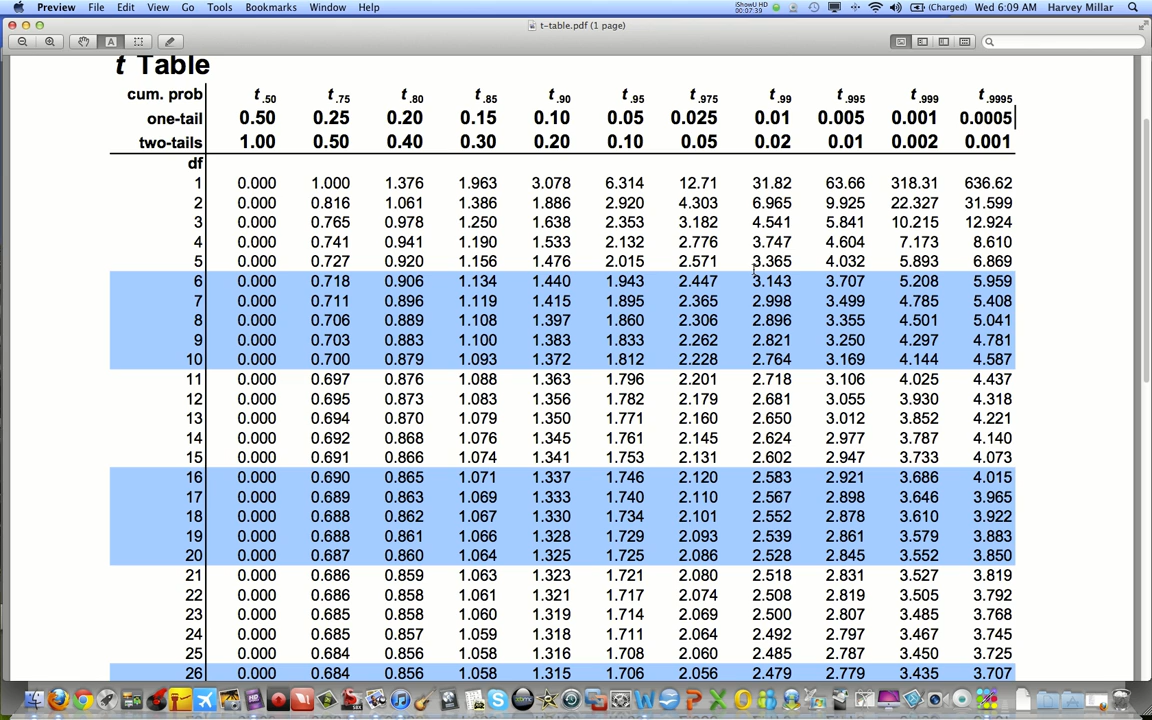 Preview File Edit View Go Tools Bookmarks Window Help iShowU HD 00:07:39 (Charged) Wed 6:09 AM Harvey Millar
t-table.pdf (1 page)
t Table
cum. prob t .50 t .75 t .80 t .85 t .90 t .95 t .975 t .99 t .995 t .999 t .9995
one-tail 0.50 0.25 0.20 0.15 0.10 0.05 0.025 0.01 0.005 0.001 0.0005
two-tails 1.00 0.50 0.40 0.30 0.20 0.10 0.05 0.02 0.01 0.002 0.001
df
1 0.000 1.000 1.376 1.963 3.078 6.314 12.71 31.82 63.66 318.31 636.62
2 0.000 0.816 1.061 1.386 1.886 2.920 4.303 6.965 9.925 22.327 31.599
3 0.000 0.765 0.978 1.250 1.638 2.353 3.182 4.541 5.841 10.215 12.924
4 0.000 0.741 0.941 1.190 1.533 2.132 2.776 3.747 4.604 7.173 8.610
5 0.000 0.727 0.920 1.156 1.476 2.015 2.571 3.365 4.032 5.893 6.869
6 0.000 0.718 0.906 1.134 1.440 1.943 2.447 3.143 3.707 5.208 5.959
7 0.000 0.711 0.896 1.119 1.415 1.895 2.365 2.998 3.499 4.785 5.408
8 0.000 0.706 0.889 1.108 1.397 1.860 2.306 2.896 3.355 4.501 5.041
9 0.000 0.703 0.883 1.100 1.383 1.833 2.262 2.821 3.250 4.297 4.781
10 0.000 0.700 0.879 1.093 1.372 1.812 2.228 2.764 3.169 4.144 4.587
11 0.000 0.697 0.876 1.088 1.363 1.796 2.201 2.718 3.106 4.025 4.437
12 0.000 0.695 0.873 1.083 1.356 1.782 2.179 2.681 3.055 3.930 4.318
13 0.000 0.694 0.870 1.079 1.350 1.771 2.160 2.650 3.012 3.852 4.221
14 0.000 0.692 0.868 1.076 1.345 1.761 2.145 2.624 2.977 3.787 4.140
15 0.000 0.691 0.866 1.074 1.341 1.753 2.131 2.602 2.947 3.733 4.073
16 0.000 0.690 0.865 1.071 1.337 1.746 2.120 2.583 2.921 3.686 4.015
17 0.000 0.689 0.863 1.069 1.333 1.740 2.110 2.567 2.898 3.646 3.965
18 0.000 0.688 0.862 1.067 1.330 1.734 2.101 2.552 2.878 3.610 3.922
19 0.000 0.688 0.861 1.066 1.328 1.729 2.093 2.539 2.861 3.579 3.883
20 0.000 0.687 0.860 1.064 1.325 1.725 2.086 2.528 2.845 3.552 3.850
21 0.000 0.686 0.859 1.063 1.323 1.721 2.080 2.518 2.831 3.527 3.819
22 0.000 0.686 0.858 1.061 1.321 1.717 2.074 2.508 2.819 3.505 3.792
23 0.000 0.685 0.858 1.060 1.319 1.714 2.069 2.500 2.807 3.485 3.768
24 0.000 0.685 0.857 1.059 1.318 1.711 2.064 2.492 2.797 3.467 3.745
25 0.000 0.684 0.856 1.058 1.316 1.708 2.060 2.485 2.787 3.450 3.725
26 0.000 0.684 0.856 1.058 1.315 1.706 2.056 2.479 2.779 3.435 3.707